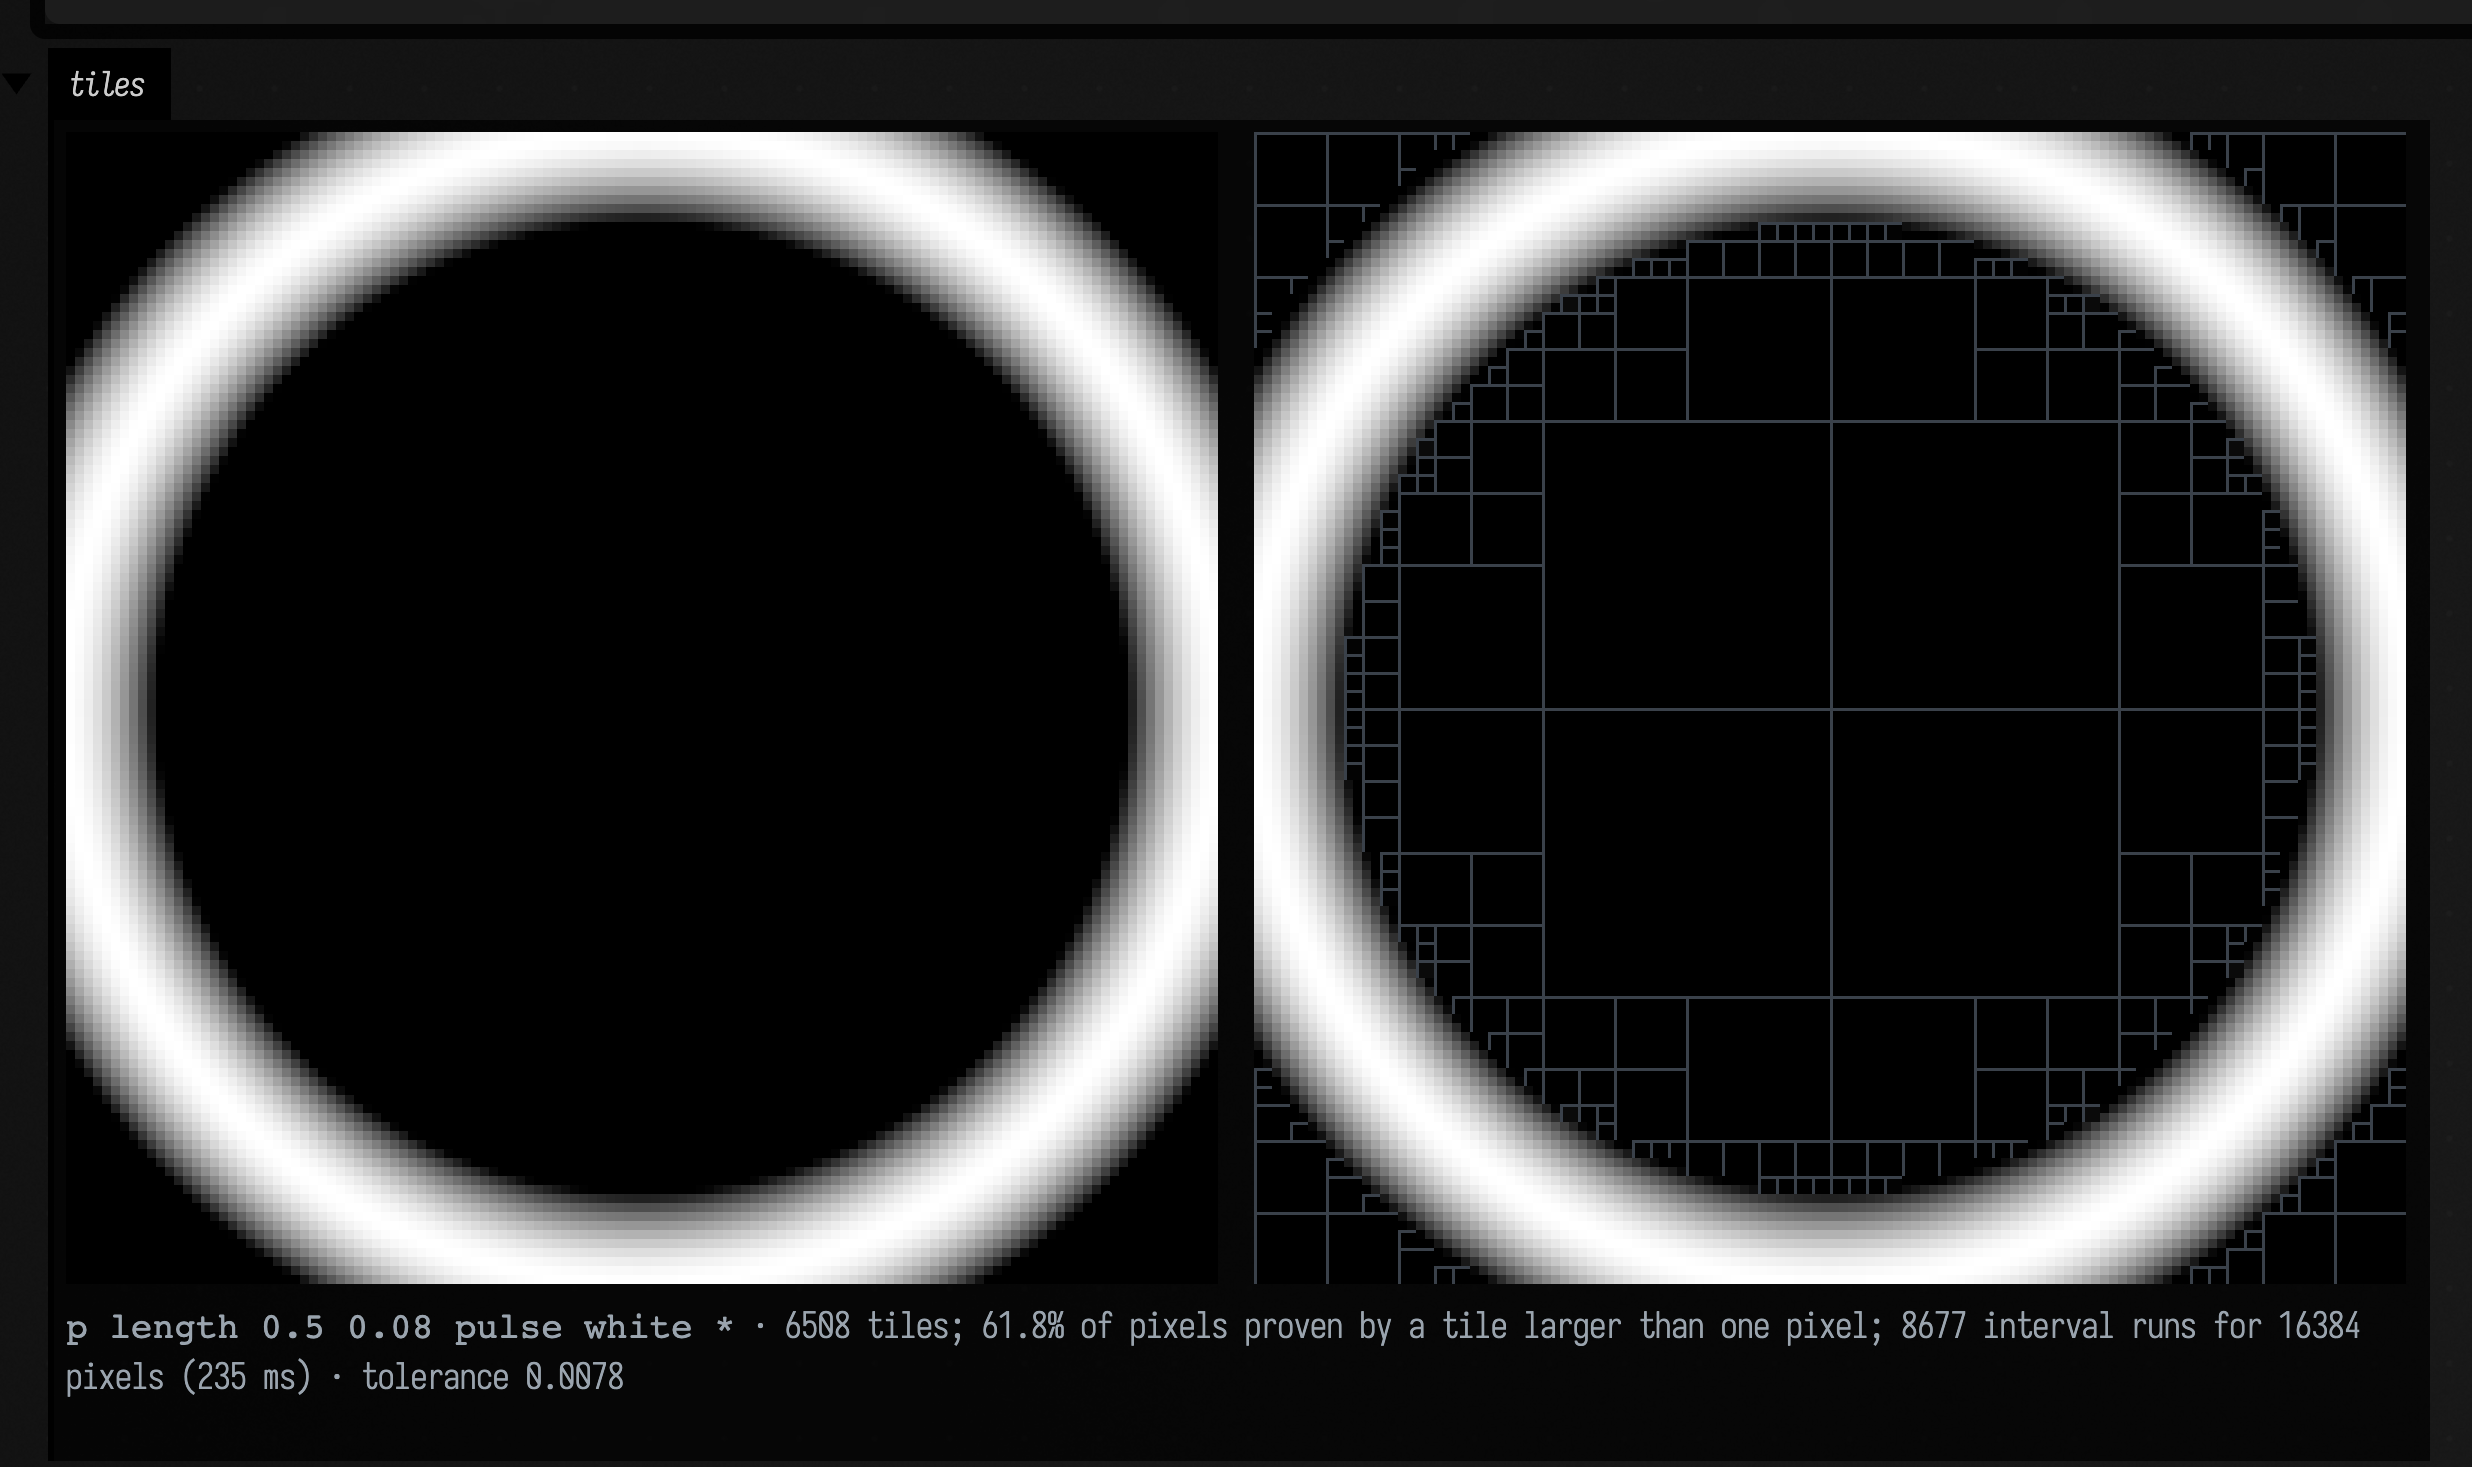 tiles
p length 0.5 0.08 pulse white * · 6508 tiles; 61.8% of pixels proven by a tile larger than one pixel; 8677 interval runs for 16384
pixels (235 ms) · tolerance 0.0078